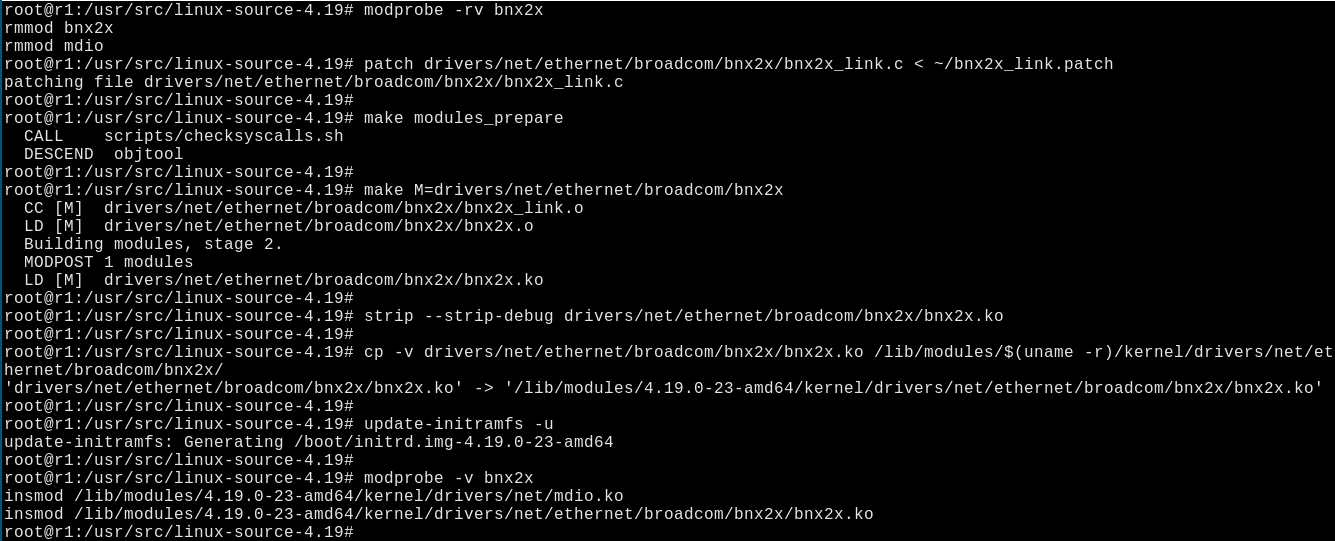 root@r1:/usr/src/linux-source-4.19# modprobe -rv bnx2x
rmmod bnx2x
rmmod mdio
root@r1:/usr/src/linux-source-4.19# patch drivers/net/ethernet/broadcom/bnx2x/bnx2x_link.c < ~/bnx2x_link.patch
patching file drivers/net/ethernet/broadcom/bnx2x/bnx2x_link.c
root@r1:/usr/src/linux-source-4.19#
root@r1:/usr/src/linux-source-4.19# make modules_prepare
  CALL    scripts/checksyscalls.sh
  DESCEND  objtool
root@r1:/usr/src/linux-source-4.19#
root@r1:/usr/src/linux-source-4.19# make M=drivers/net/ethernet/broadcom/bnx2x
  CC [M]  drivers/net/ethernet/broadcom/bnx2x/bnx2x_link.o
  LD [M]  drivers/net/ethernet/broadcom/bnx2x/bnx2x.o
  Building modules, stage 2.
  MODPOST 1 modules
  LD [M]  drivers/net/ethernet/broadcom/bnx2x/bnx2x.ko
root@r1:/usr/src/linux-source-4.19#
root@r1:/usr/src/linux-source-4.19# strip --strip-debug drivers/net/ethernet/broadcom/bnx2x/bnx2x.ko
root@r1:/usr/src/linux-source-4.19#
root@r1:/usr/src/linux-source-4.19# cp -v drivers/net/ethernet/broadcom/bnx2x/bnx2x.ko /lib/modules/$(uname -r)/kernel/drivers/net/et
hernet/broadcom/bnx2x/
'drivers/net/ethernet/broadcom/bnx2x/bnx2x.ko' -> '/lib/modules/4.19.0-23-amd64/kernel/drivers/net/ethernet/broadcom/bnx2x/bnx2x.ko'
root@r1:/usr/src/linux-source-4.19#
root@r1:/usr/src/linux-source-4.19# update-initramfs -u
update-initramfs: Generating /boot/initrd.img-4.19.0-23-amd64
root@r1:/usr/src/linux-source-4.19#
root@r1:/usr/src/linux-source-4.19# modprobe -v bnx2x
insmod /lib/modules/4.19.0-23-amd64/kernel/drivers/net/mdio.ko
insmod /lib/modules/4.19.0-23-amd64/kernel/drivers/net/ethernet/broadcom/bnx2x/bnx2x.ko
root@r1:/usr/src/linux-source-4.19#